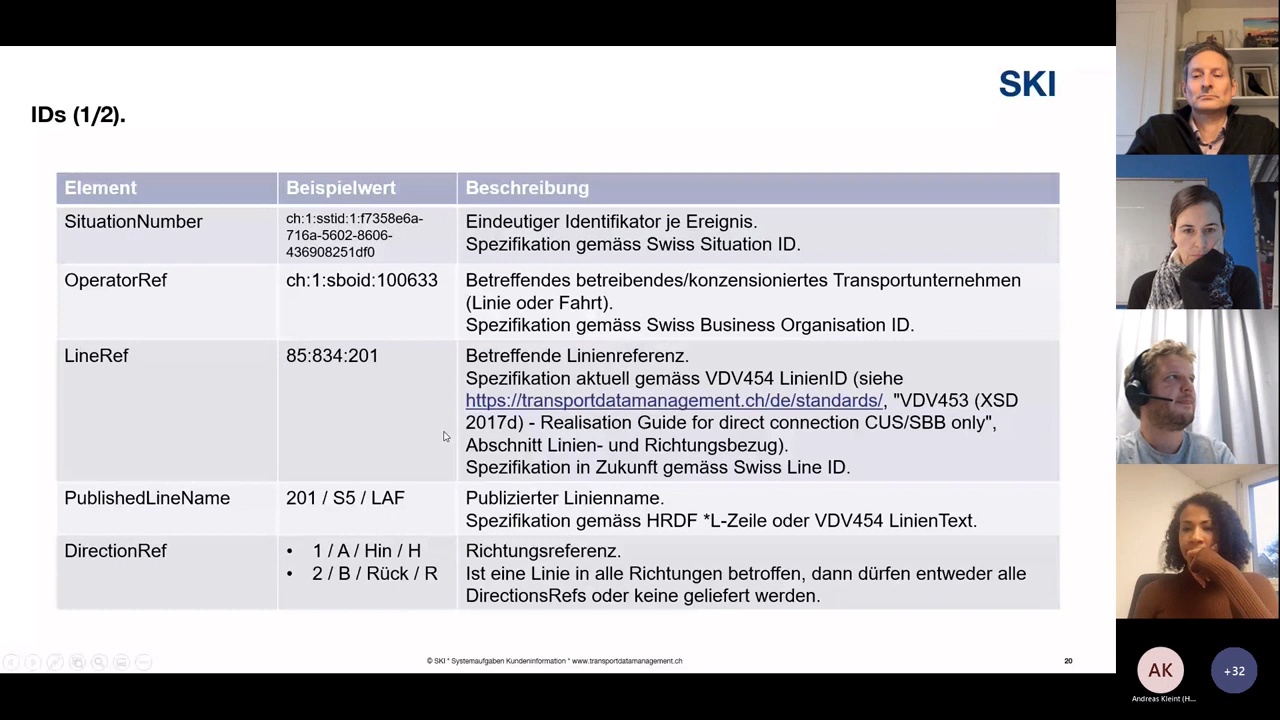 SKI
IDs (1/2).
Element Beispielwert Beschreibung
SituationNumber
ch:1:sstid:1:f7358e6a-
716a-5602-8606-
436908251df0
Eindeutiger Identifikator je Ereignis.
Spezifikation gemäss Swiss Situation ID.
OperatorRef
ch:1:sboid:100633
Betreffendes betreibendes/konzensioniertes Transportunternehmen
(Linie oder Fahrt).
Spezifikation gemäss Swiss Business Organisation ID.
LineRef
85:834:201
Betreffende Linienreferenz.
Spezifikation aktuell gemäss VDV454 LinienID (siehe
https://transportdatamanagement.ch/de/standards/, "VDV453 (XSD
2017d) - Realisation Guide for direct connection CUS/SBB only",
Abschnitt Linien- und Richtungsbezug).
Spezifikation in Zukunft gemäss Swiss Line ID.
PublishedLineName
201 / S5 / LAF
Publizierter Linienname.
Spezifikation gemäss HRDF *L-Zeile oder VDV454 LinienText.
DirectionRef
• 1 / A / Hin / H
• 2 / B / Rück / R
Richtungsreferenz.
Ist eine Linie in alle Richtungen betroffen, dann dürfen entweder alle
DirectionsRefs oder keine geliefert werden.
© SKI * Systemaufgaben Kundeninformation * www.transportdatamanagement.ch
20
AK
+32
Andreas Kleint (H...